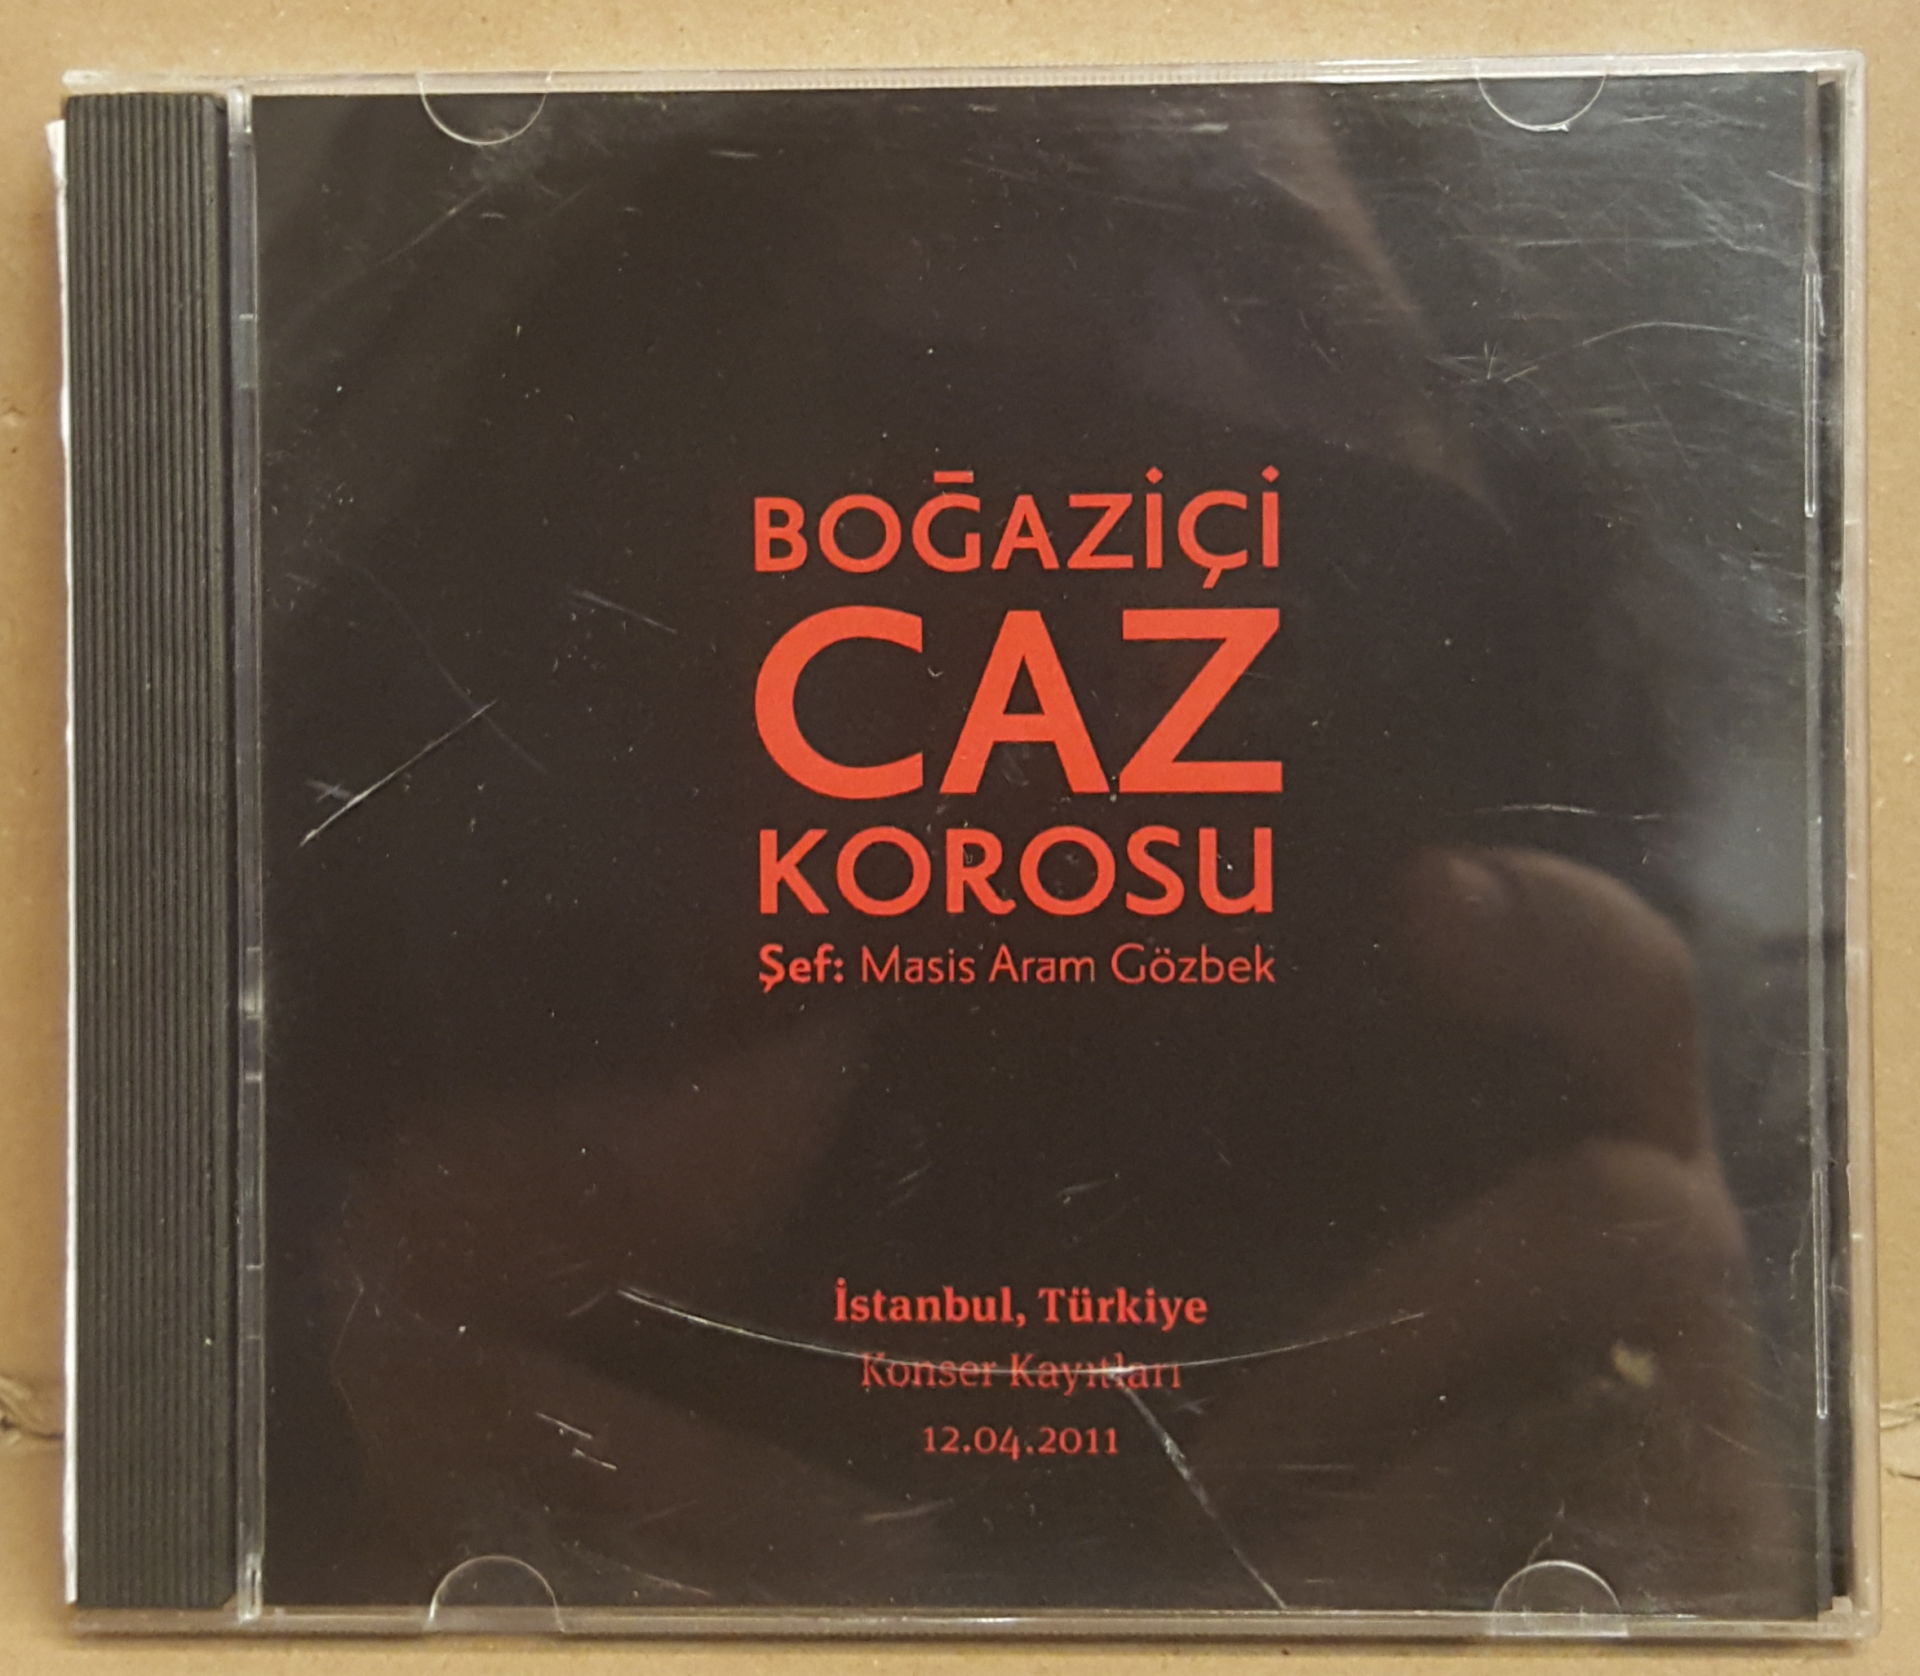 BOĞAZİÇİ
CAZ
KOROSU
Şef: Masis Aram Gözbek
İstanbul, Türkiye
Konser Kayıtları
12.04.2011